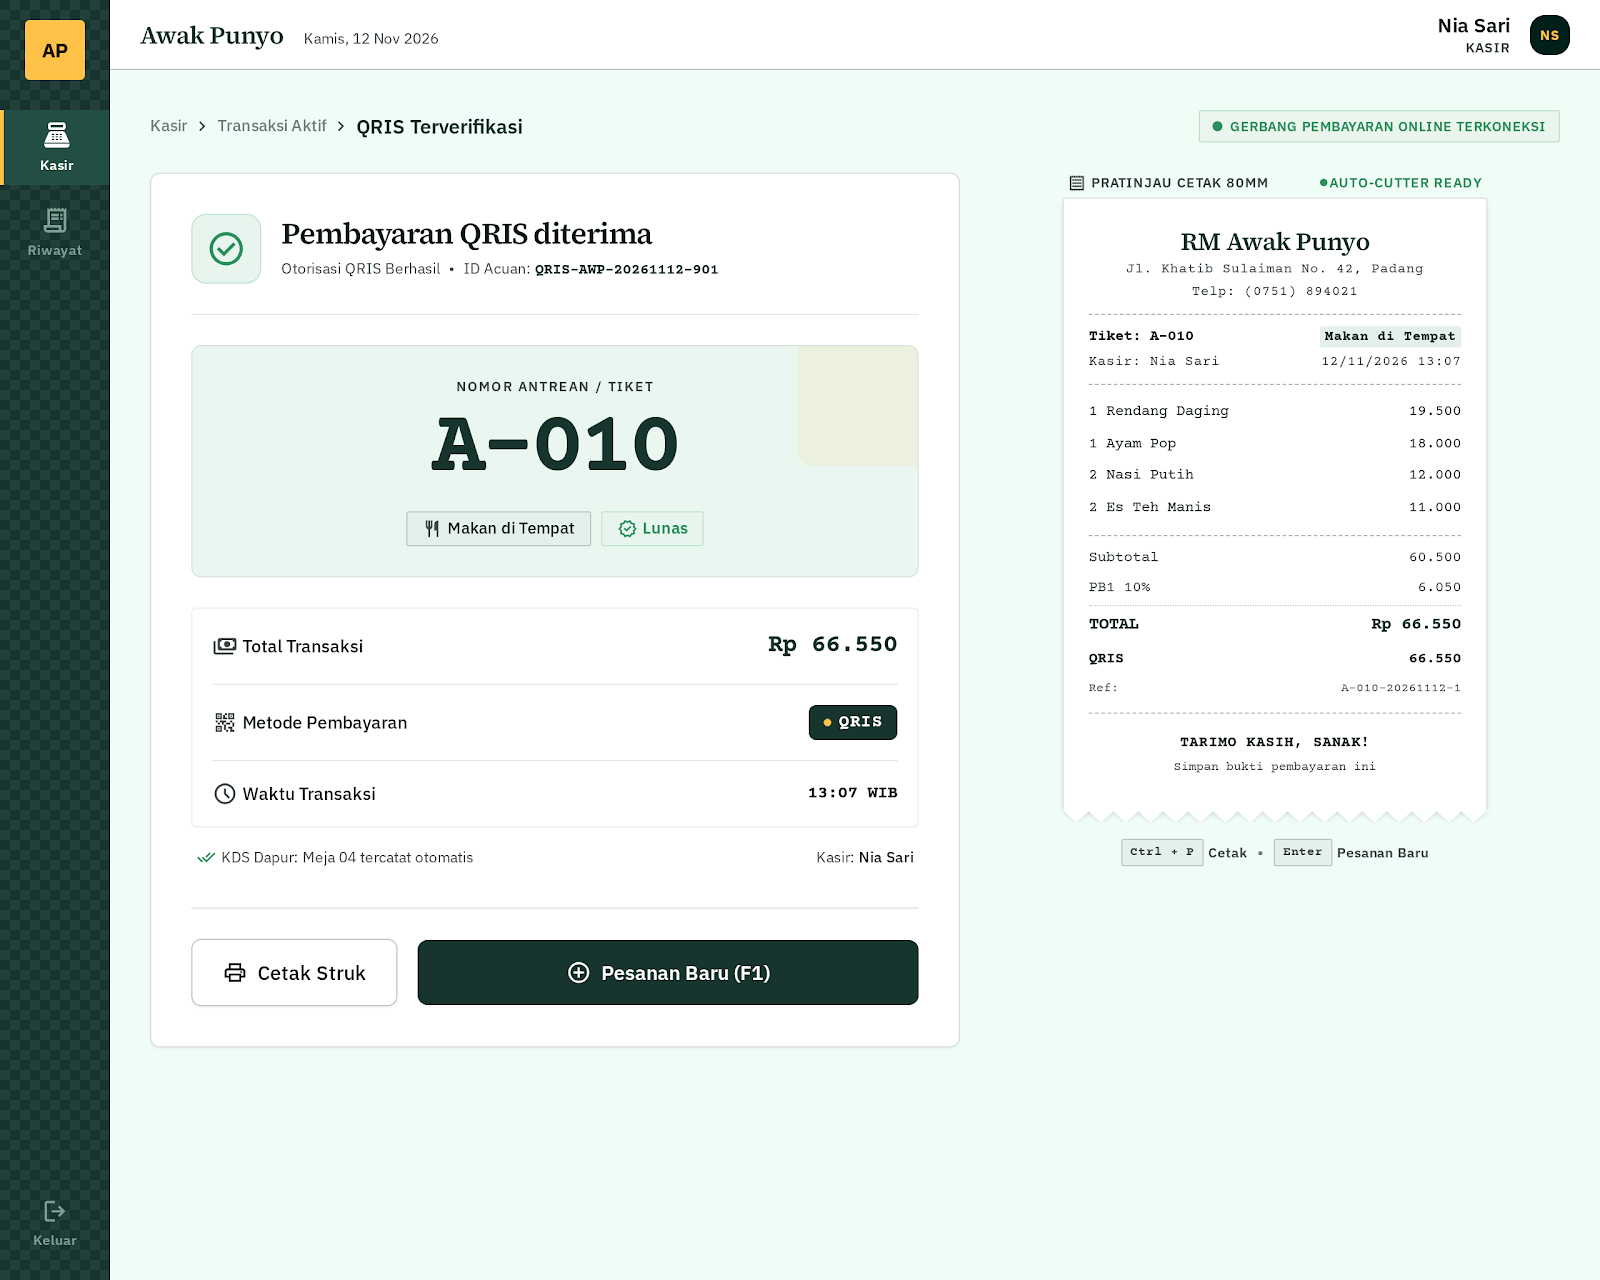 AP
Kasir
Riwayat
Keluar
Awak Punyo
Kamis, 12 Nov 2026
Nia Sari
KASIR
NS
Kasir > Transaksi Aktif > QRIS Terverifikasi
GERBANG PEMBAYARAN ONLINE TERKONEKSI
Pembayaran QRIS diterima
Otorisasi QRIS Berhasil • ID Acuan: QRIS-AWP-20261112-901
NOMOR ANTREAN / TIKET
A-010
Makan di Tempat
Lunas
Total Transaksi Rp 66.550
Metode Pembayaran QRIS
Waktu Transaksi 13:07 WIB
KDS Dapur: Meja 04 tercatat otomatis
Kasir: Nia Sari
Cetak Struk
Pesanan Baru (F1)
PRATINJAU CETAK 80MM
AUTO-CUTTER READY
RM Awak Punyo
Jl. Khatib Sulaiman No. 42, Padang
Telp: (0751) 894021
Tiket: A-010 Makan di Tempat
Kasir: Nia Sari 12/11/2026 13:07
1 Rendang Daging 19.500
1 Ayam Pop 18.000
2 Nasi Putih 12.000
2 Es Teh Manis 11.000
Subtotal 60.500
PB1 10% 6.050
TOTAL Rp 66.550
QRIS 66.550
Ref: A-010-20261112-1
TARIMO KASIH, SANAK!
Simpan bukti pembayaran ini
Ctrl + P Cetak • Enter Pesanan Baru